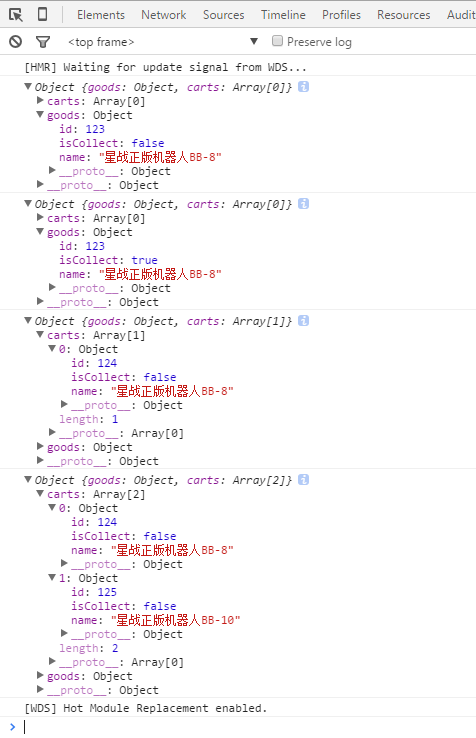 Elements Network Sources Timeline Profiles Resources Audit
<top frame> Preserve log
[HMR] Waiting for update signal from WDS...
Object {goods: Object, carts: Array[0]}
carts: Array[0]
goods: Object
id: 123
isCollect: false
name: "星战正版机器人BB-8"
__proto__: Object
__proto__: Object
Object {goods: Object, carts: Array[0]}
carts: Array[0]
goods: Object
id: 123
isCollect: true
name: "星战正版机器人BB-8"
__proto__: Object
__proto__: Object
Object {goods: Object, carts: Array[1]}
carts: Array[1]
0: Object
id: 124
isCollect: false
name: "星战正版机器人BB-8"
__proto__: Object
length: 1
__proto__: Array[0]
goods: Object
__proto__: Object
Object {goods: Object, carts: Array[2]}
carts: Array[2]
0: Object
id: 124
isCollect: false
name: "星战正版机器人BB-8"
__proto__: Object
1: Object
id: 125
isCollect: false
name: "星战正版机器人BB-10"
__proto__: Object
length: 2
__proto__: Array[0]
goods: Object
__proto__: Object
[WDS] Hot Module Replacement enabled.